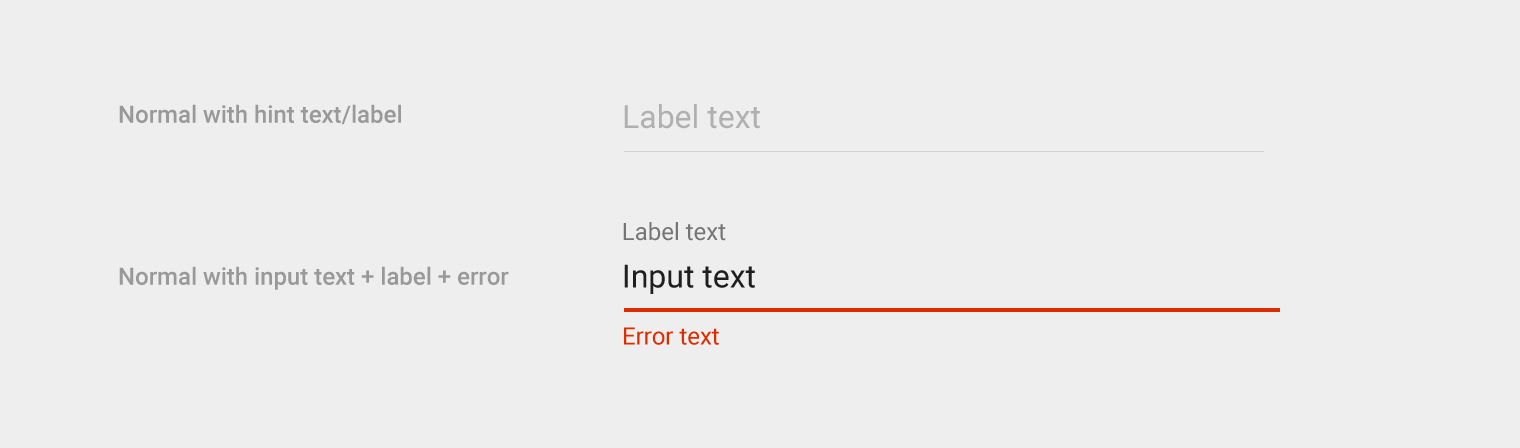 Normal with hint text/label
Label text
Label text
Normal with input text + label + error
Input text
Error text